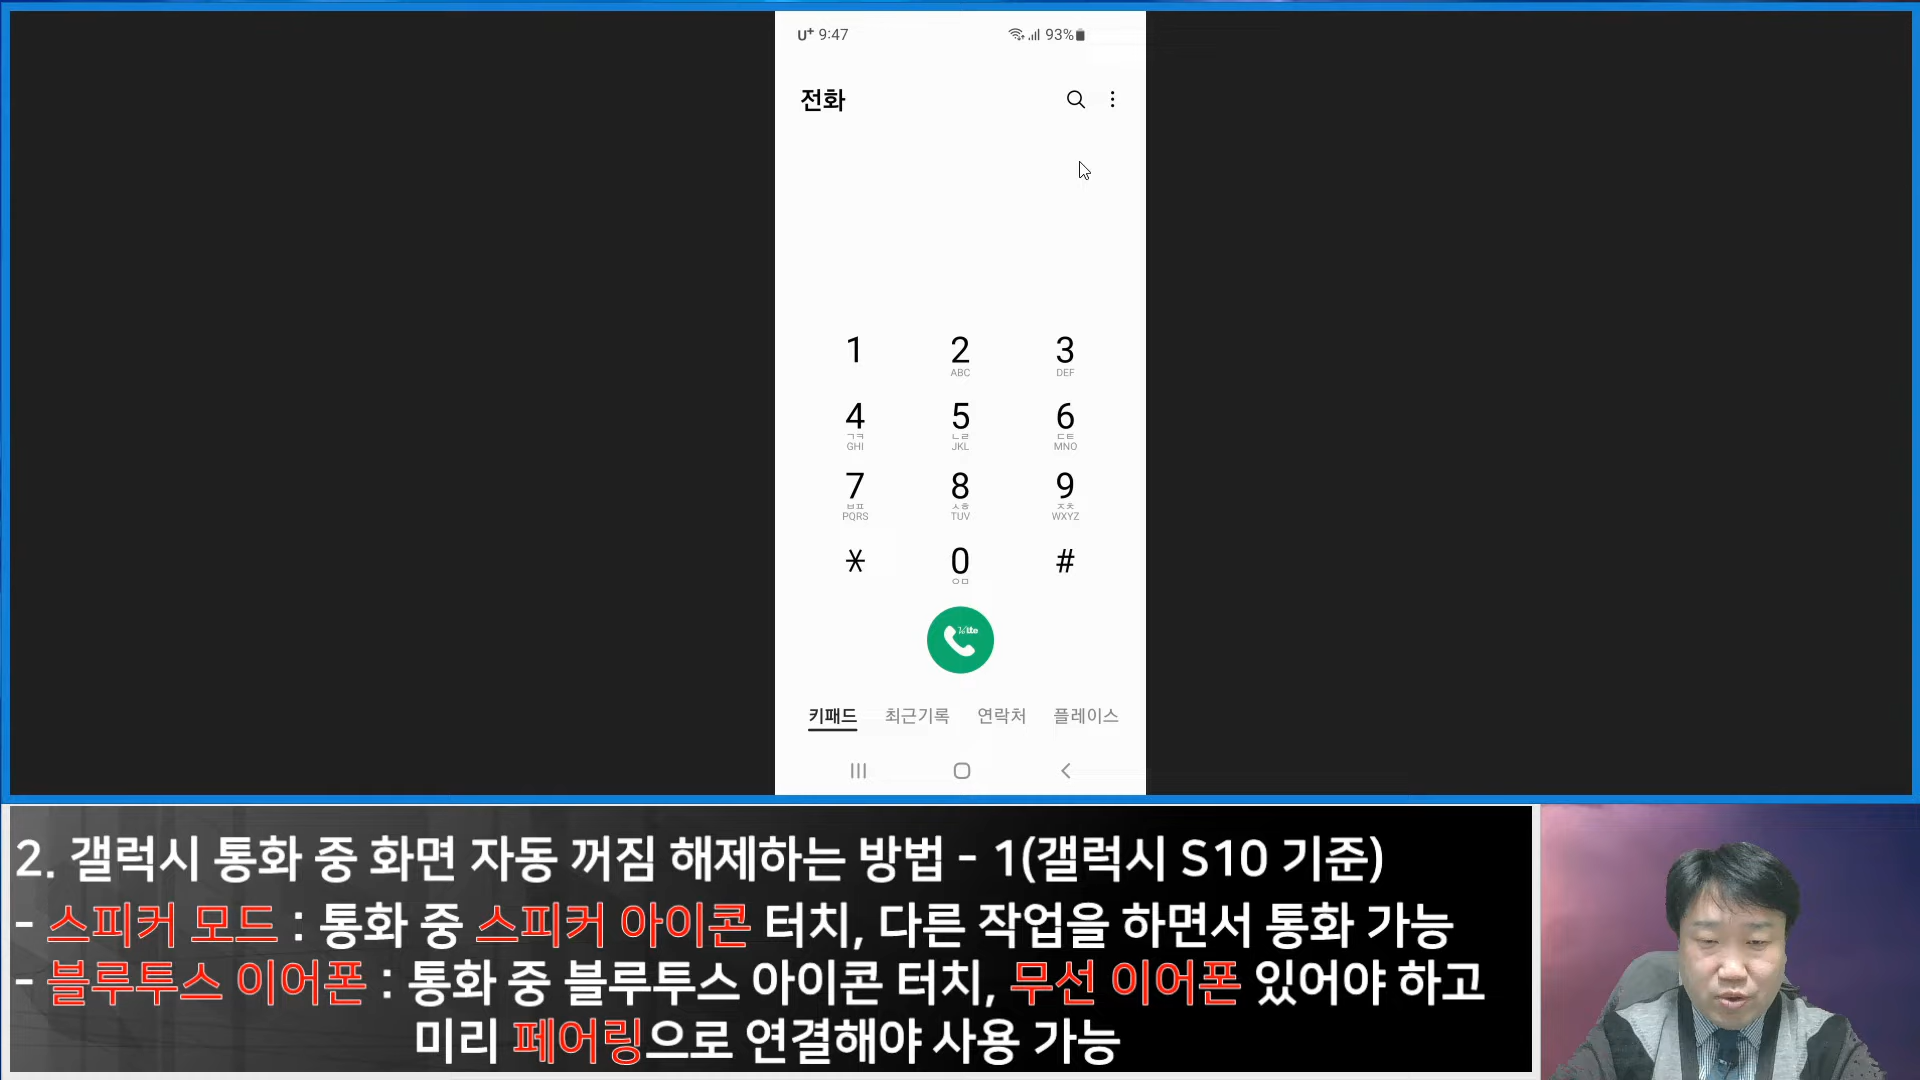 U+ 9:47
93%
전화
1
2
3
ABC
DEF
4
5
6
ㄱㅋ
ㄴㄹ
ㄷㅌ
GHI
JKL
MNO
7
8
9
ㅂㅍ
ㅅㅎ
ㅈㅊ
PQRS
TUV
WXYZ
*
0
#
ㅇㅁ
키패드
최근기록
연락처
플레이스
2. 갤럭시 통화 중 화면 자동 꺼짐 해제하는 방법 - 1(갤럭시 S10 기준)
- 스피커 모드 : 통화 중 스피커 아이콘 터치, 다른 작업을 하면서 통화 가능
- 블루투스 이어폰 : 통화 중 블루투스 아이콘 터치, 무선 이어폰 있어야 하고
미리 페어링으로 연결해야 사용 가능